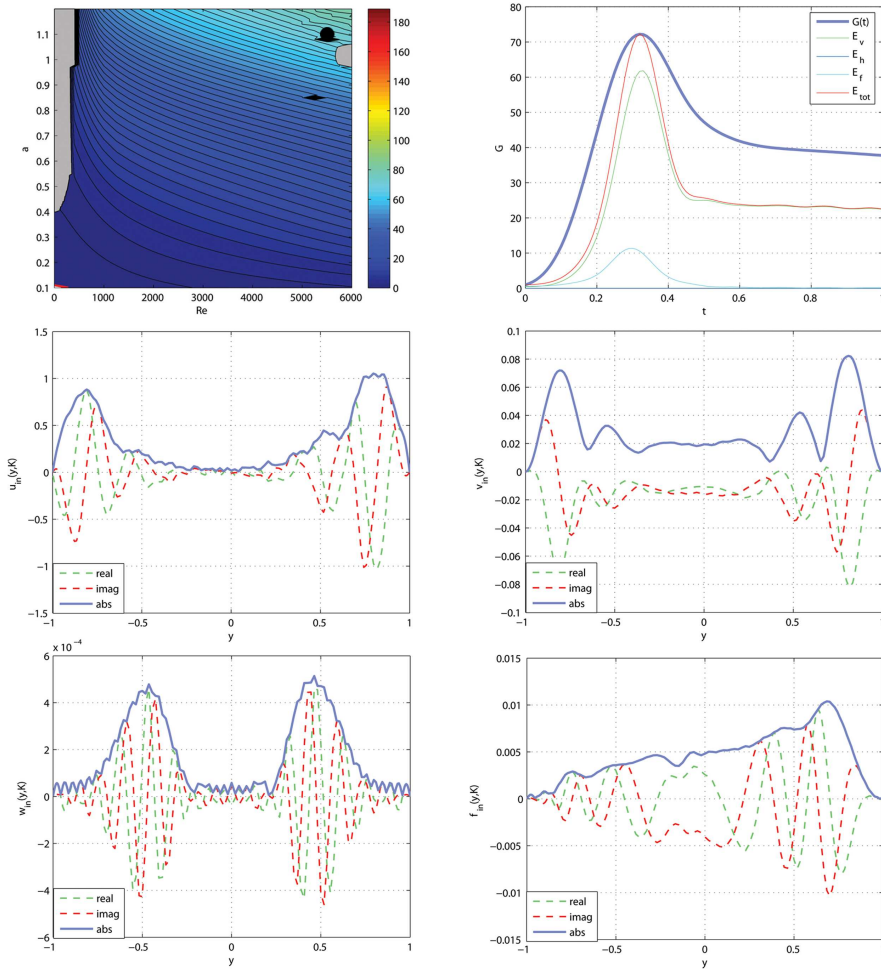 1.1
1
0.9
0.8
0.7
0.6
0.5
0.4
0.3
0.2
0.1
a
0 1000 2000 3000 4000 5000 6000
Re
180
160
140
120
100
80
60
40
20
0
80
70
60
50
40
30
20
10
0
G
0 0.2 0.4 0.6 0.8
t
G(t)
E_v
E_h
E_f
E_tot
1.5
1
0.5
0
−0.5
−1
−1.5
u_in(y,K)
real
imag
abs
−1 −0.5 0 0.5 1
y
0.1
0.08
0.06
0.04
0.02
0
−0.02
−0.04
−0.06
−0.08
−0.1
v_in(y,K)
real
imag
abs
−1 −0.5 0 0.5
y
x 10^−4
6
4
2
0
−2
−4
−6
w_in(y,K)
real
imag
abs
−1 −0.5 0 0.5 1
y
0.015
0.01
0.005
0
−0.005
−0.01
−0.015
f_in(y,K)
real
imag
abs
−1 −0.5 0 0.5
y